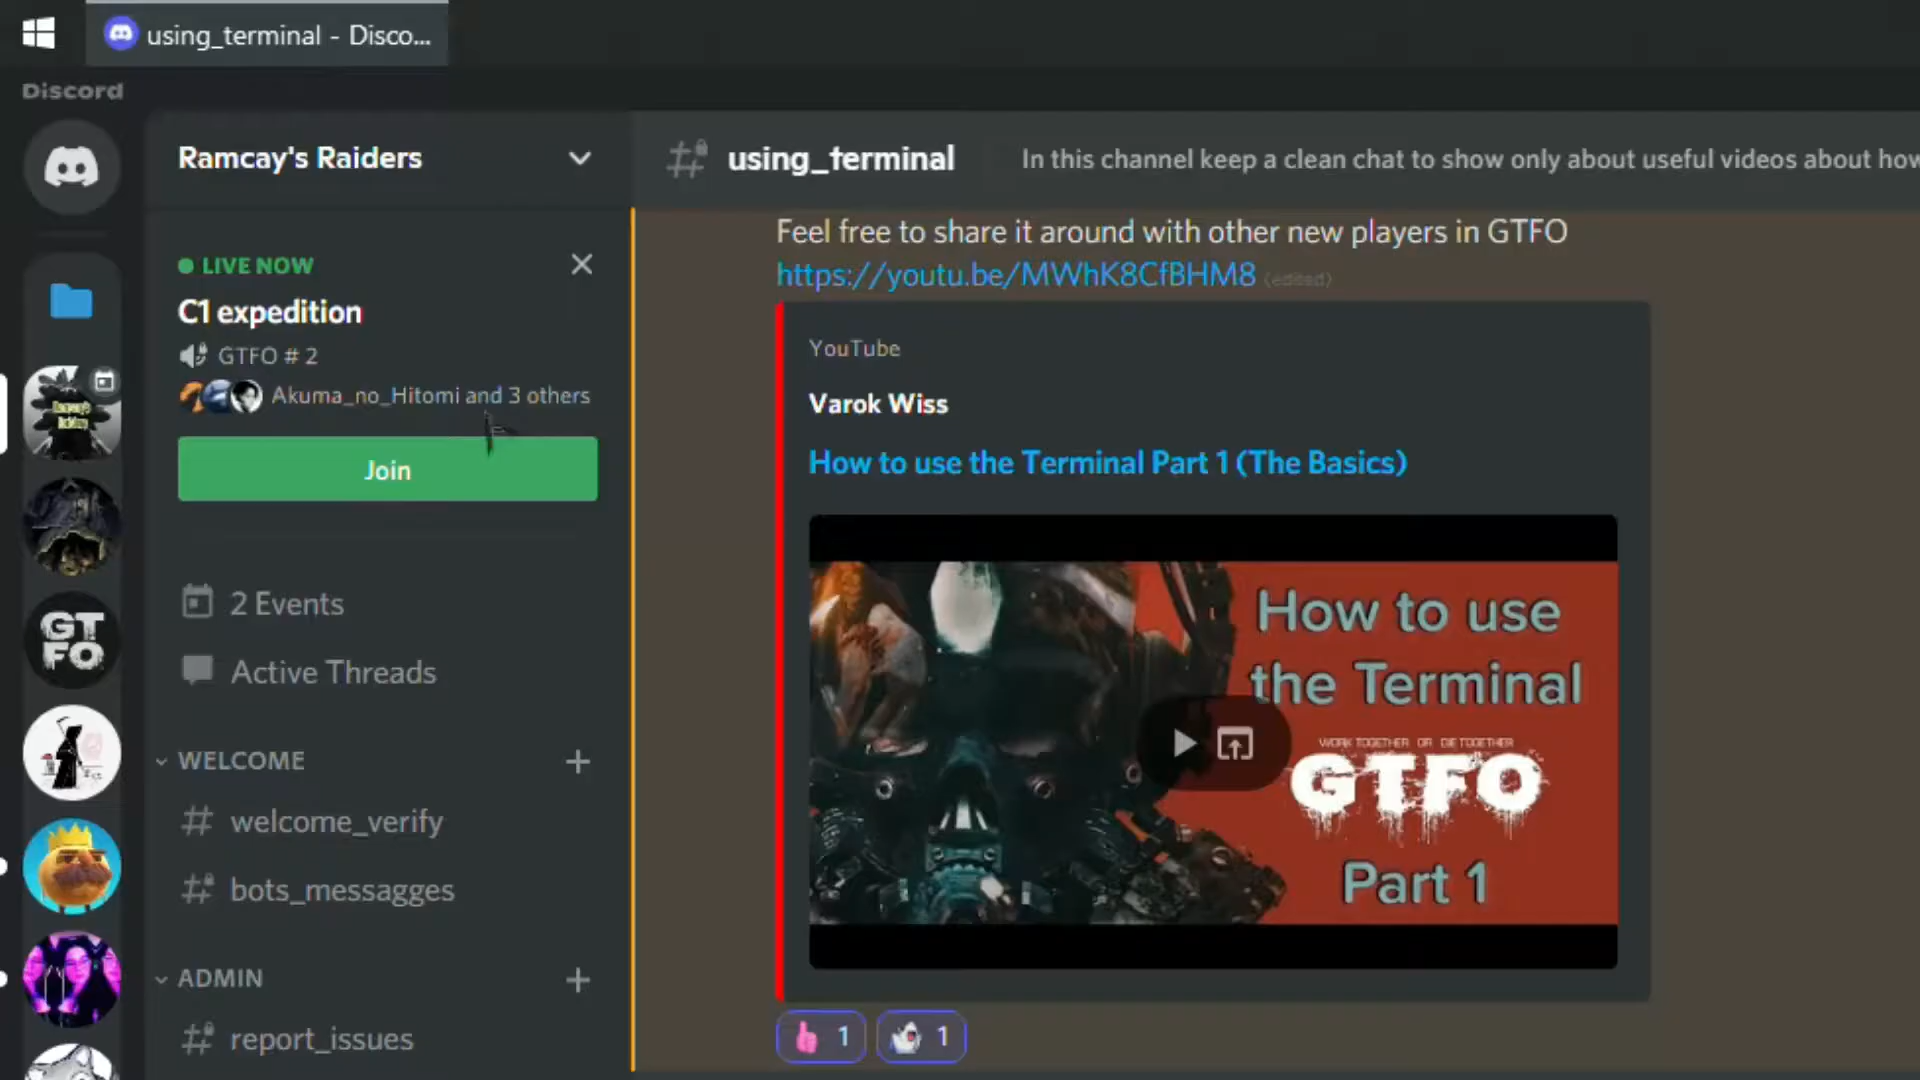 using_terminal - Disco...
Discord
Ramcay's Raiders
using_terminal
In this channel keep a clean chat to show only about useful videos about how
LIVE NOW
C1 expedition
GTFO # 2
Akuma_no_Hitomi and 3 others
Join
2 Events
Active Threads
WELCOME
welcome_verify
bots_messagges
ADMIN
report_issues
Feel free to share it around with other new players in GTFO
https://youtu.be/MWhK8CfBHM8 (edited)
YouTube
Varok Wiss
How to use the Terminal Part 1 (The Basics)
How to use
the Terminal
WORK TOGETHER OR DIE TOGETHER
GTFO
Part 1
1
1
GT
FO